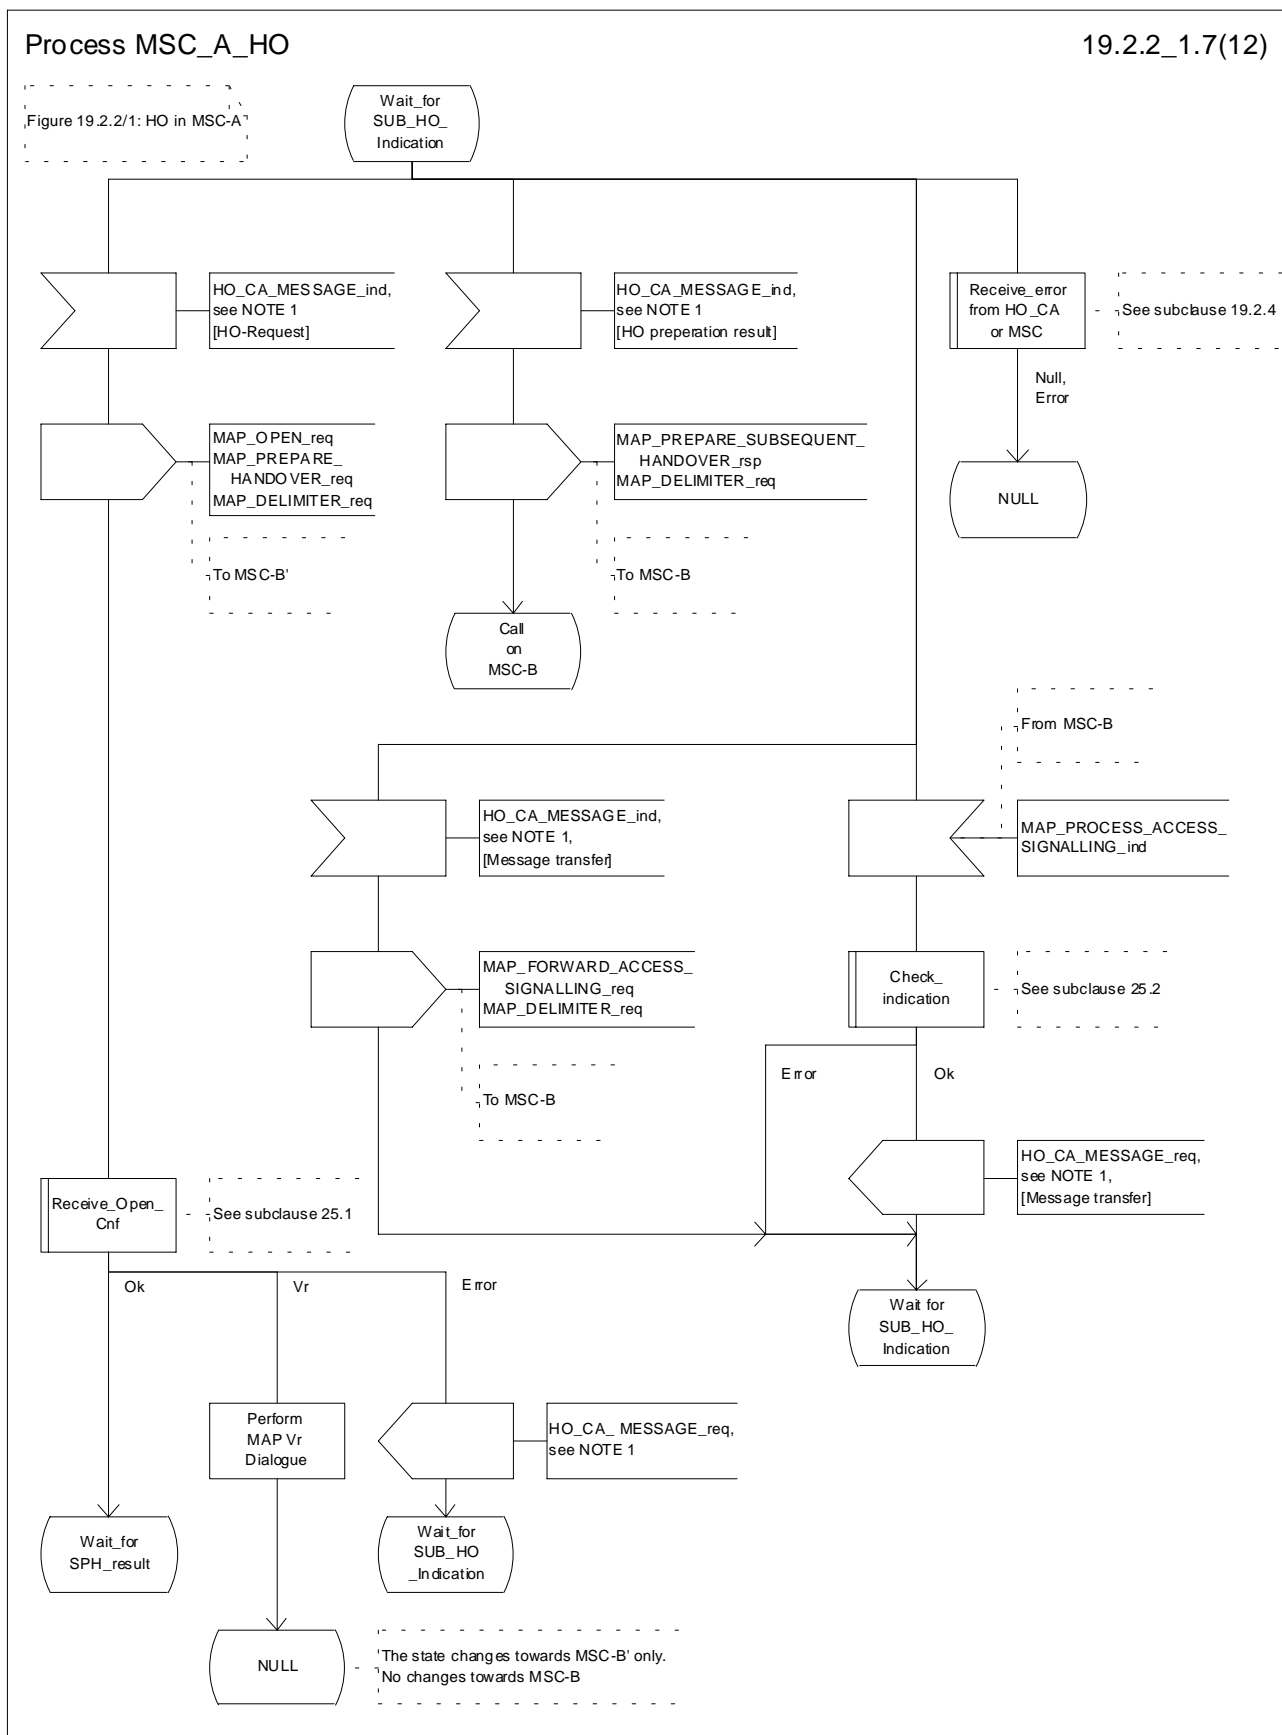 Process MSC_A_HO
19.2.2_1.7(12)
Figure 19.2.2/1: HO in MSC-A
Wait_for
SUB_HO_
Indication
HO_CA_MESSAGE_ind,
see NOTE 1
[HO-Request]
HO_CA_MESSAGE_ind,
see NOTE 1
[HO preperation result]
Receive_error
from HO_CA
or MSC
See subclause 19.2.4
Null,
Error
MAP_OPEN_req
MAP_PREPARE_
HANDOVER_req
MAP_DELIMITER_req
MAP_PREPARE_SUBSEQUENT_
HANDOVER_rsp
MAP_DELIMITER_req
NULL
To MSC-B'
To MSC-B
Call
on
MSC-B
From MSC-B
HO_CA_MESSAGE_ind,
see NOTE 1,
[Message transfer]
MAP_PROCESS_ACCESS_
SIGNALLING_ind
MAP_FORWARD_ACCESS_
SIGNALLING_req
MAP_DELIMITER_req
Check_
indication
See subclause 25.2
Error
Ok
To MSC-B
HO_CA_MESSAGE_req,
see NOTE 1,
[Message transfer]
Receive_Open_
Cnf
See subclause 25.1
Ok
Vr
Error
Wait for
SUB_HO_
Indication
Perform
MAP Vr
Dialogue
HO_CA_ MESSAGE_req,
see NOTE 1
Wait_for
SPH_result
Wait_for
SUB_HO
_Indication
NULL
The state changes towards MSC-B' only.
No changes towards MSC-B